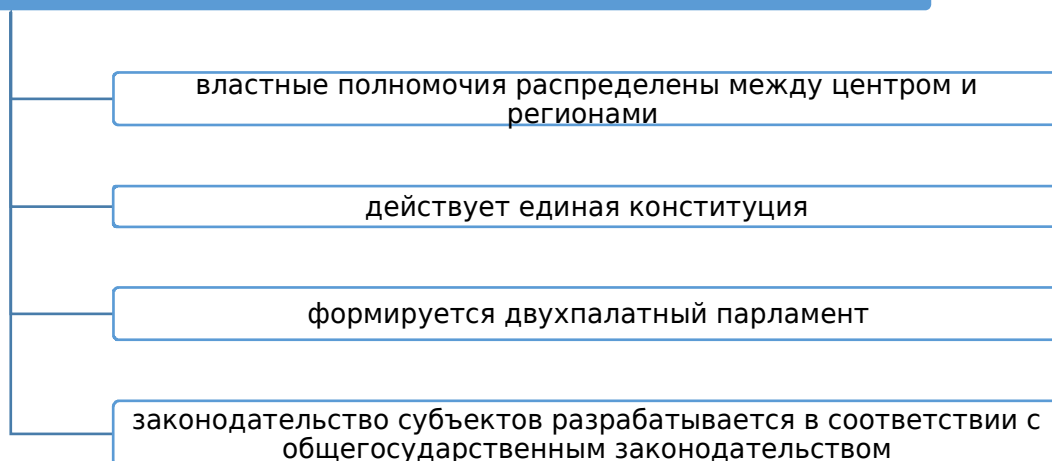 властные полномочия распределены между центром и
регионами
действует единая конституция
формируется двухпалатный парламент
законодательство субъектов разрабатывается в соответствии с
общегосударственным законодательством